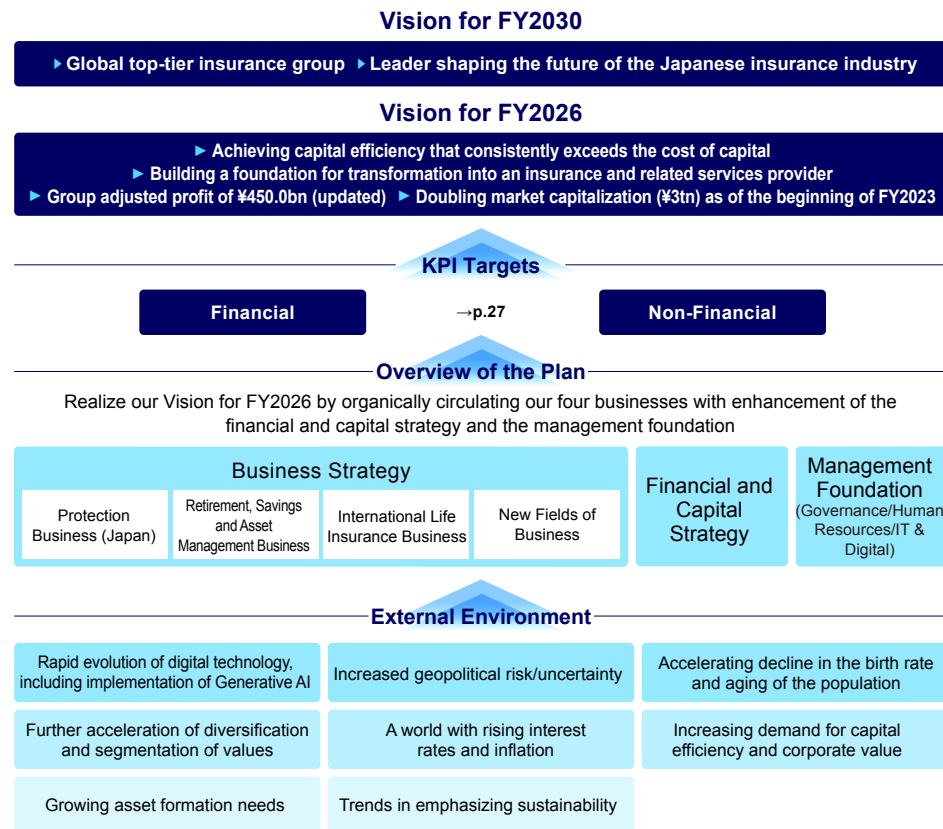 Vision for FY2030
▶ Global top-tier insurance group ▶ Leader shaping the future of the Japanese insurance industry
Vision for FY2026
▶ Achieving capital efficiency that consistently exceeds the cost of capital
▶ Building a foundation for transformation into an insurance and related services provider
▶ Group adjusted profit of ¥450.0bn (updated) ▶ Doubling market capitalization (¥3tn) as of the beginning of FY2023
KPI Targets
Financial
→p.27
Non-Financial
Overview of the Plan
Realize our Vision for FY2026 by organically circulating our four businesses with enhancement of the
financial and capital strategy and the management foundation
Business Strategy
Protection
Business (Japan)
Retirement, Savings
and Asset
Management Business
International Life
Insurance Business
New Fields of
Business
Financial and
Capital
Strategy
Management
Foundation
(Governance/Human
Resources/IT &
Digital)
External Environment
Rapid evolution of digital technology,
including implementation of Generative AI
Increased geopolitical risk/uncertainty
Accelerating decline in the birth rate
and aging of the population
Further acceleration of diversification
and segmentation of values
A world with rising interest
rates and inflation
Increasing demand for capital
efficiency and corporate value
Growing asset formation needs
Trends in emphasizing sustainability